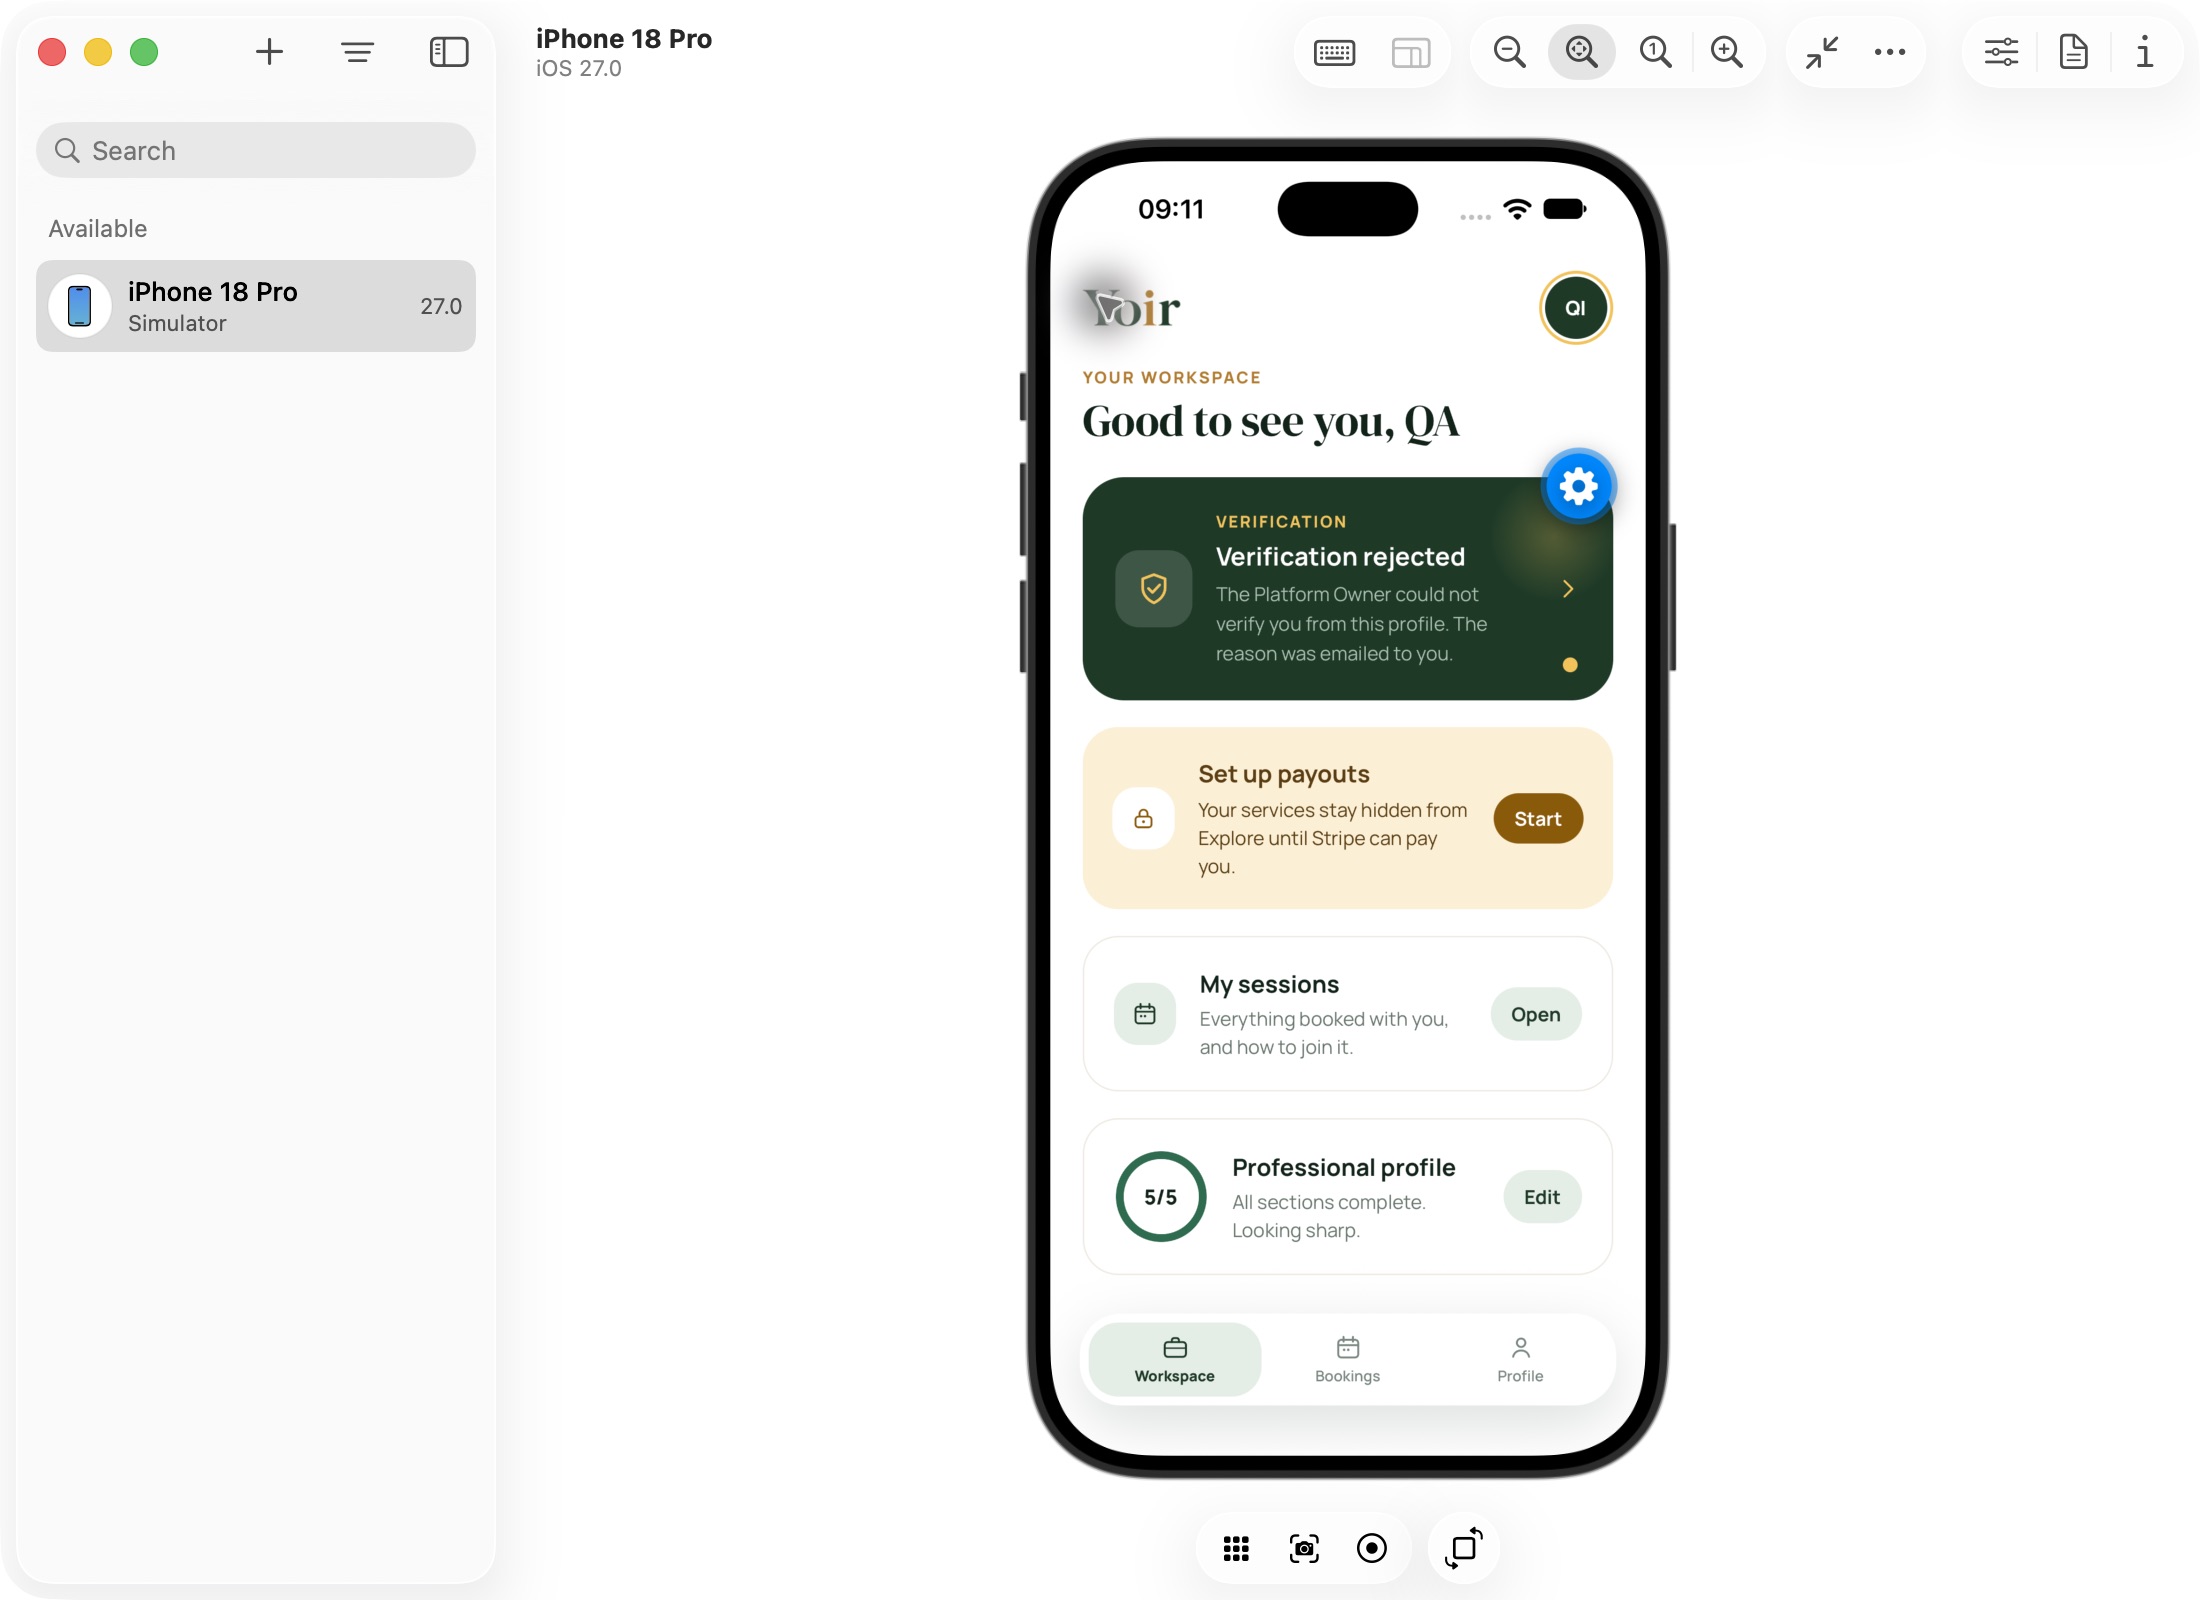 iPhone 18 Pro
iOS 27.0
Search
Available
iPhone 18 Pro
Simulator
27.0
09:11
Yoir
QI
YOUR WORKSPACE
Good to see you, QA
VERIFICATION
Verification rejected
The Platform Owner could not
verify you from this profile. The
reason was emailed to you.
Set up payouts
Your services stay hidden from
Explore until Stripe can pay
you.
Start
My sessions
Everything booked with you,
and how to join it.
Open
5/5
Professional profile
All sections complete.
Looking sharp.
Edit
Workspace
Bookings
Profile